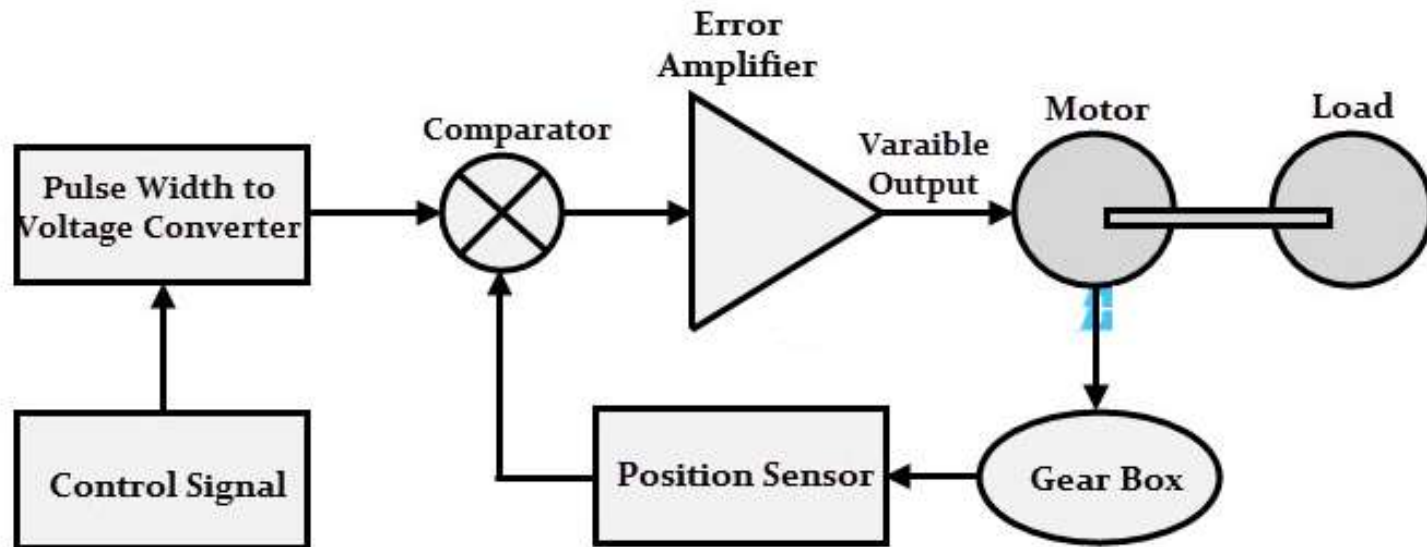 Error
Amplifier
Motor
Load
Comparator
Varaible
Output
Pulse Width to
Voltage Converter
Control Signal
Position Sensor
Gear Box